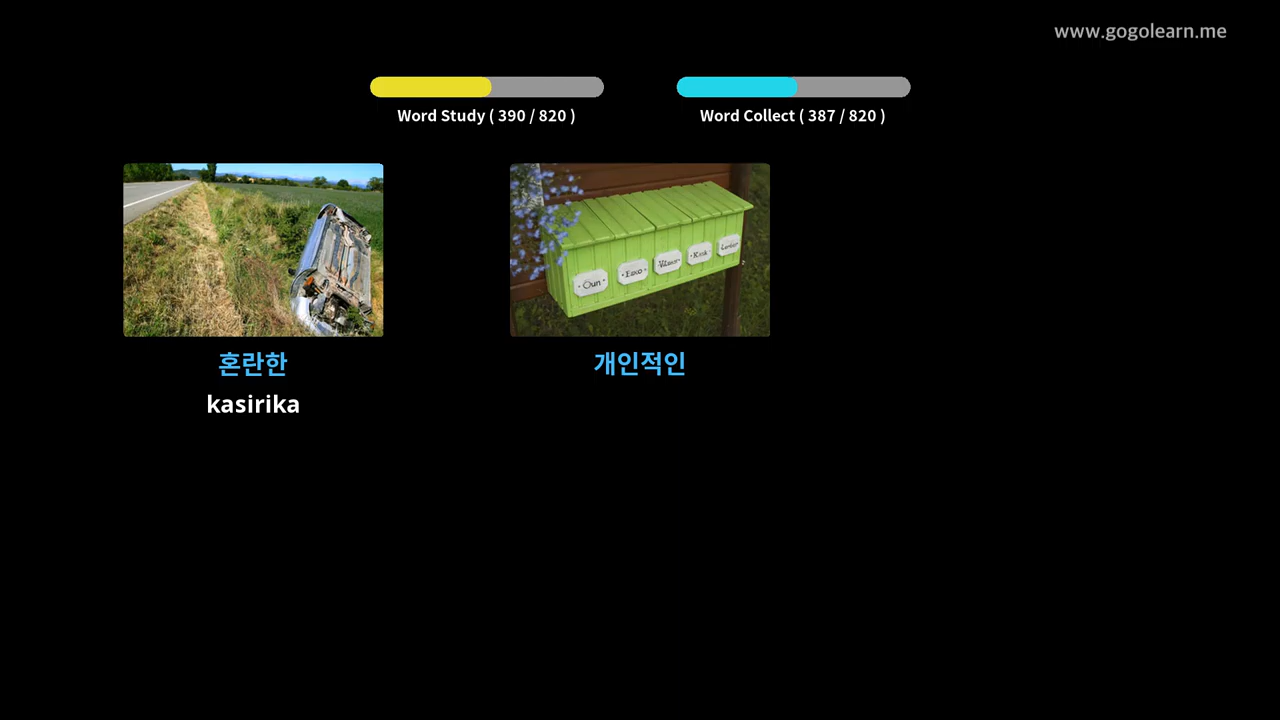 www.gogolearn.me
Word Study ( 390 / 820 )
Word Collect ( 387 / 820 )
혼란한
개인적인
kasirika